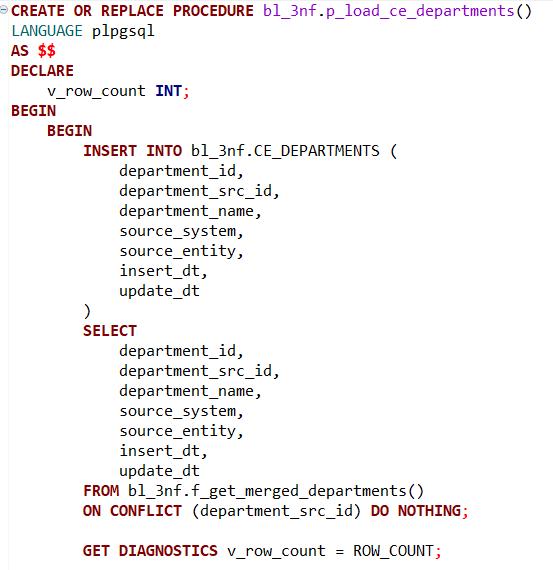 CREATE OR REPLACE PROCEDURE bl_3nf.p_load_ce_departments()
LANGUAGE plpgsql
AS $$
DECLARE
    v_row_count INT;
BEGIN
    BEGIN
        INSERT INTO bl_3nf.CE_DEPARTMENTS (
            department_id,
            department_src_id,
            department_name,
            source_system,
            source_entity,
            insert_dt,
            update_dt
        )
        SELECT
            department_id,
            department_src_id,
            department_name,
            source_system,
            source_entity,
            insert_dt,
            update_dt
        FROM bl_3nf.f_get_merged_departments()
        ON CONFLICT (department_src_id) DO NOTHING;

        GET DIAGNOSTICS v_row_count = ROW_COUNT;